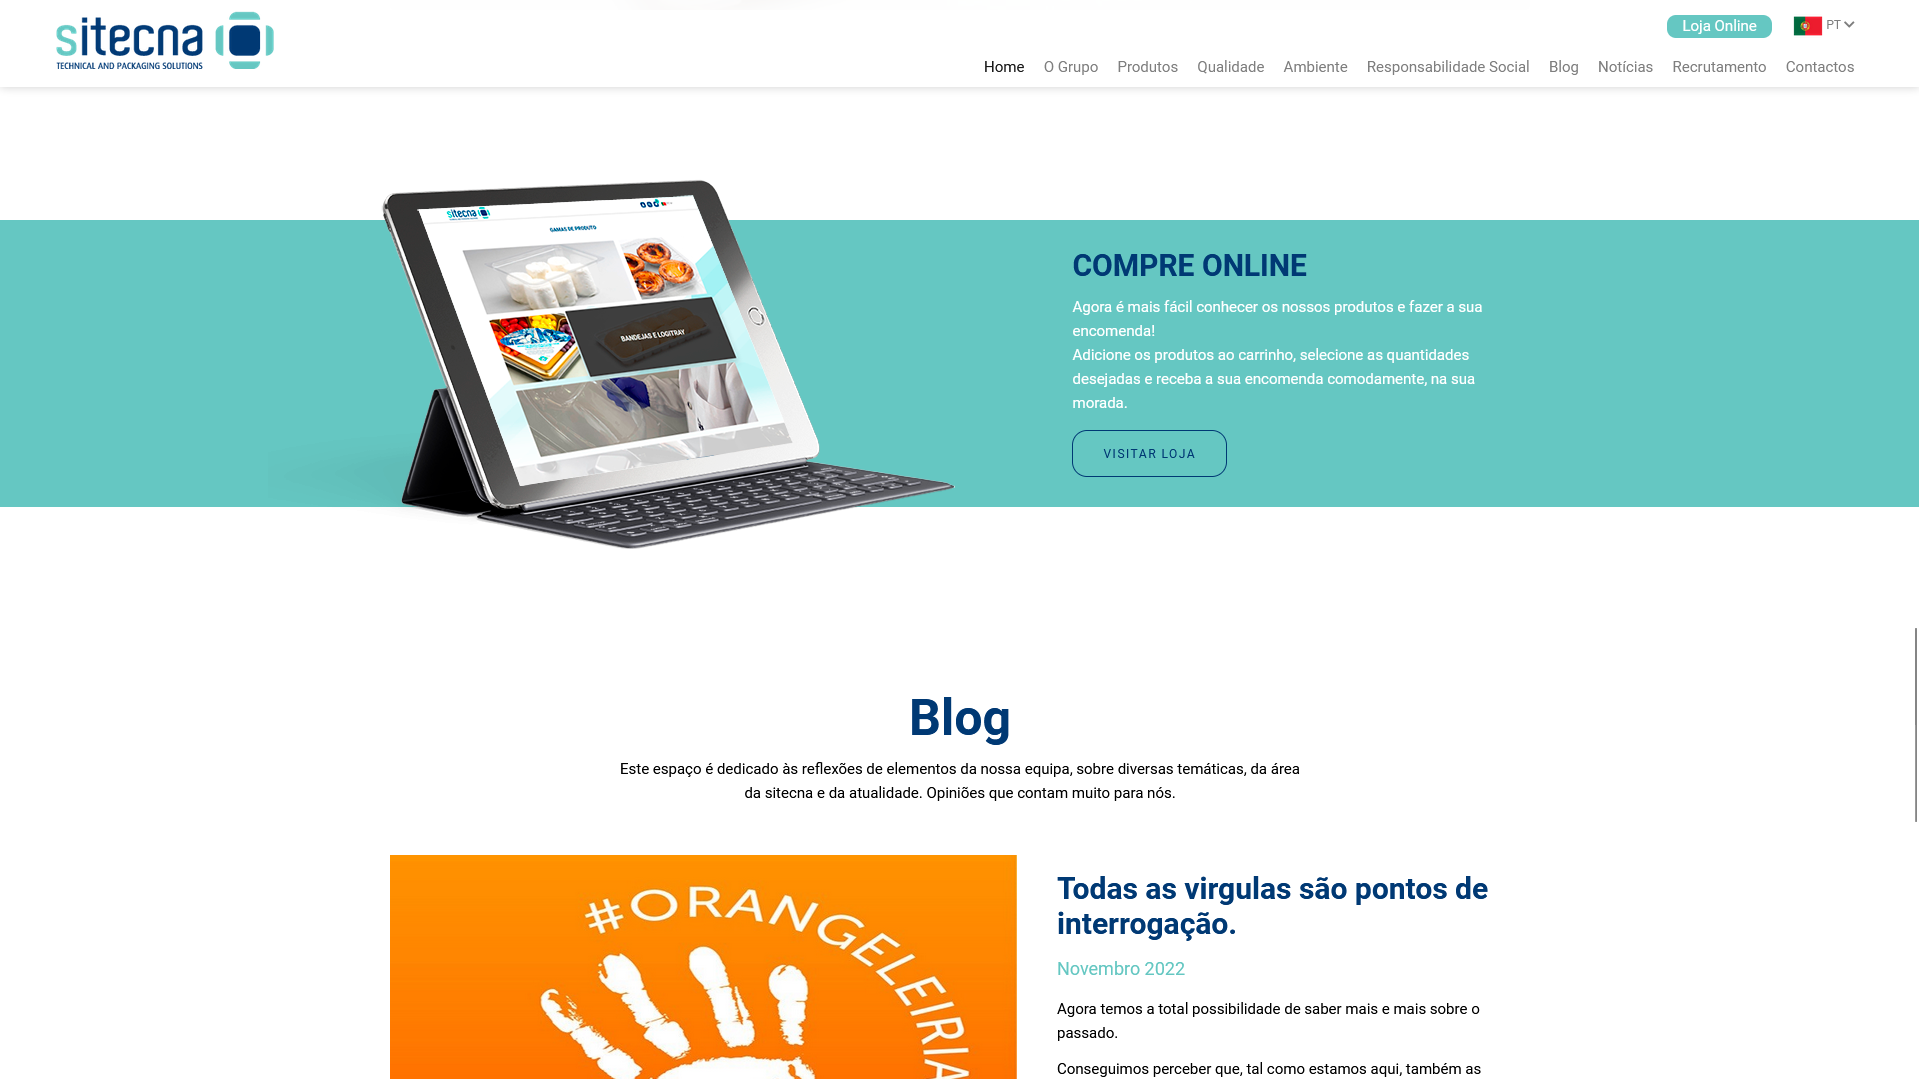 sitecna
TECHNICAL AND PACKAGING SOLUTIONS
Loja Online
PT
Home O Grupo Produtos Qualidade Ambiente Responsabilidade Social Blog Notícias Recrutamento Contactos
sitecna
GAMAS DE PRODUTO
BANDEJAS E LOGITRAY
COMPRE ONLINE
Agora é mais fácil conhecer os nossos produtos e fazer a sua
encomenda!
Adicione os produtos ao carrinho, selecione as quantidades
desejadas e receba a sua encomenda comodamente, na sua
morada.
VISITAR LOJA
Blog
Este espaço é dedicado às reflexões de elementos da nossa equipa, sobre diversas temáticas, da área
da sitecna e da atualidade. Opiniões que contam muito para nós.
#ORANGELEIRIA
Todas as virgulas são pontos de
interrogação.
Novembro 2022
Agora temos a total possibilidade de saber mais e mais sobre o
passado.
Conseguimos perceber que, tal como estamos aqui, também as